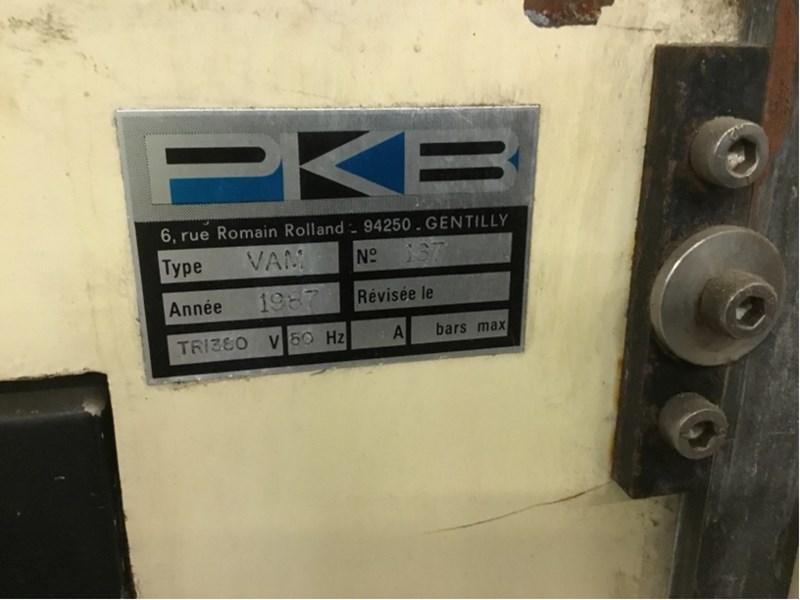 PKB
6, rue Romain Rolland - 94250 - GENTILLY
Type VAM Nº 137
Année 1987 Révisée le
TRI380 V 50 Hz A bars max